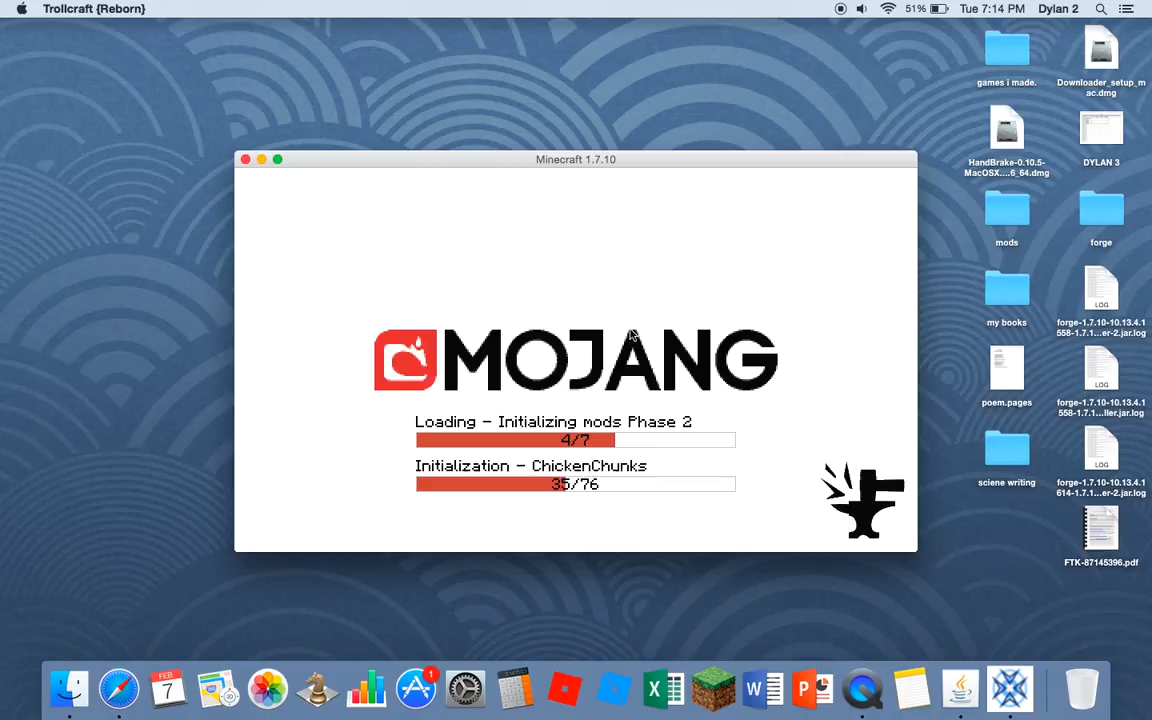 Trollcraft {Reborn}
51%
Tue 7:14 PM
Dylan 2
games i made.
Downloader_setup_m
ac.dmg
HandBrake-0.10.5-
MacOSX....6_64.dmg
DYLAN 3
mods
forge
my books
LOG
forge-1.7.10-10.13.4.1
558-1.7.1...er-2.jar.log
poem.pages
LOG
forge-1.7.10-10.13.4.1
558-1.7.1...ller.jar.log
sciene writing
LOG
forge-1.7.10-10.13.4.1
614-1.7.1...er-2.jar.log
FTK-87145396.pdf
Minecraft 1.7.10
MOJANG
Loading - Initializing mods Phase 2
4/7
Initialization - ChickenChunks
35/76
FEB
7
3D
1
X
W
P